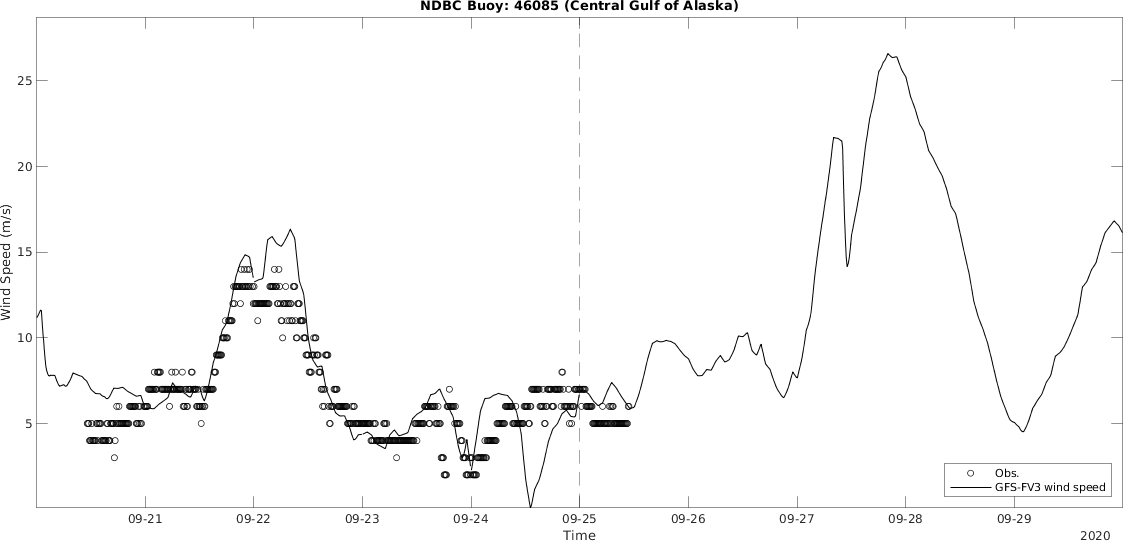 NDBC Buoy: 46085 (Central Gulf of Alaska)
Wind Speed (m/s)
25
20
15
10
5
Obs.
GFS-FV3 wind speed
09-21 09-22 09-23 09-24 09-25 09-26 09-27 09-28 09-29
Time
2020